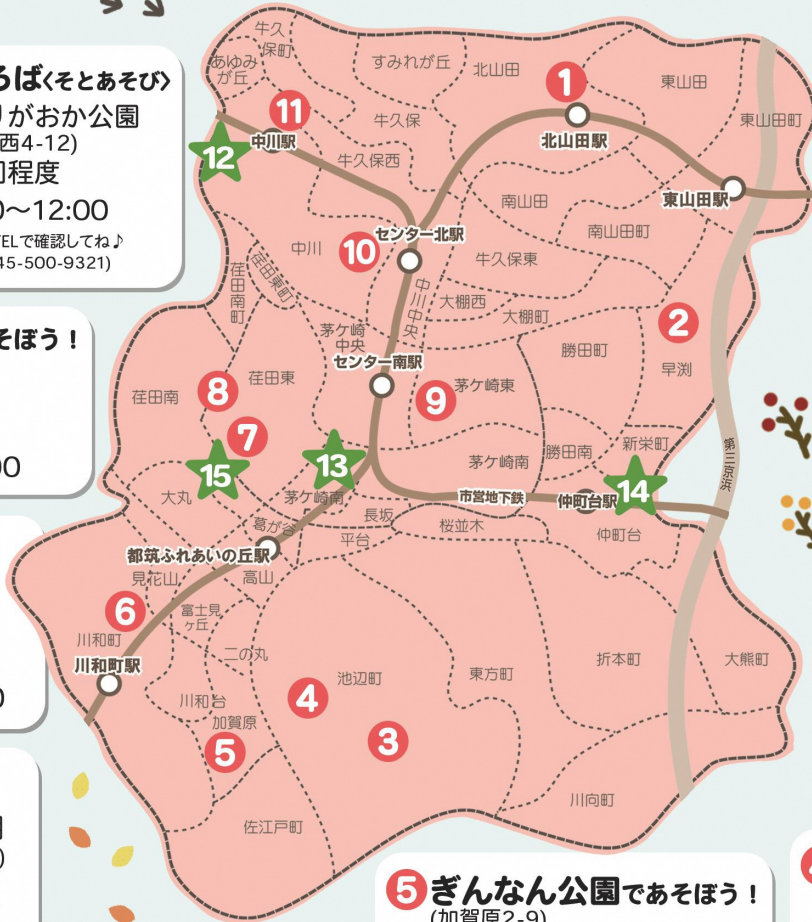 ろば〈そとあそび〉
りがおか公園
西4-12)
回程度
0〜12:00
TELで確認してね♪
45-500-9321)
そぼう！
00
牛久
保町
あゆみ
が丘
すみれが丘
北山田
1
東山田
東山田町
11
牛久保
12
中川駅
牛久保西
北山田駅
東山田駅
南山田
南山田町
中川
10
センター北駅
牛久保東
荏田東町
荏田南町
中川中央
大棚西
大棚町
茅ケ崎
中央
センター南駅
2
勝田町
早渕
荏田南
8
荏田東
9
茅ケ崎東
7
15
13
茅ケ崎南
勝田南
新栄町
第三京浜
大丸
茅ケ崎南
市営地下鉄
仲町台駅
14
葛が谷
長坂
平台
桜並木
仲町台
都筑ふれあいの丘駅
見花山
高山
6
富士見
ヶ丘
川和町
二の丸
川和町駅
池辺町
東方町
折本町
大熊町
川和台
4
加賀原
5
3
佐江戸町
川向町
5 ぎんなん公園であそぼう！
(加賀原2-9)